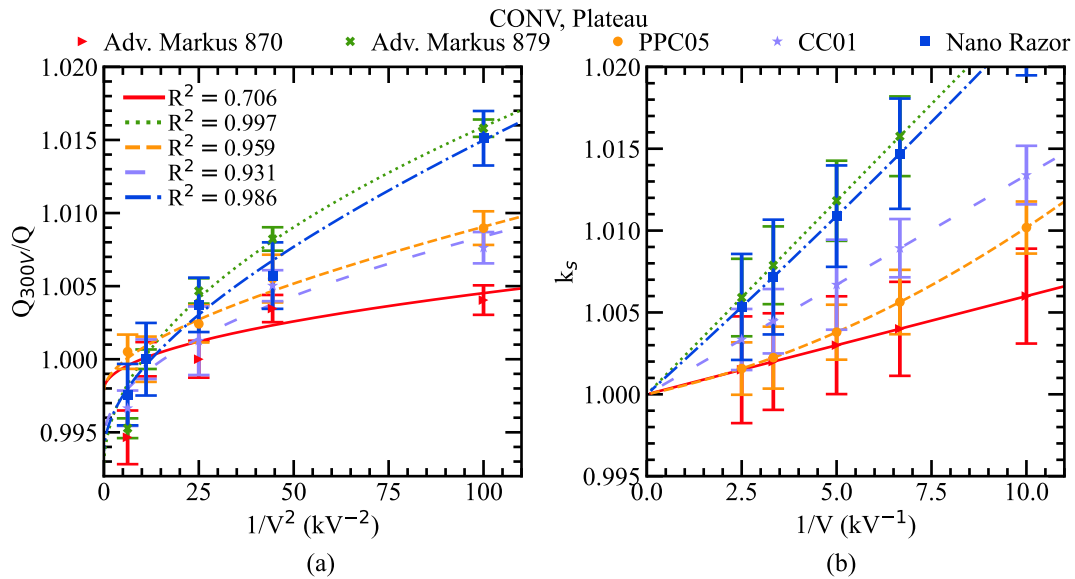 CONV, Plateau
Adv. Markus 870 Adv. Markus 879 PPC05 CC01 Nano Razor
1.020
1.015
1.010
1.005
1.000
0.995
Q₃₀₀V/Q
R² = 0.706
R² = 0.997
R² = 0.959
R² = 0.931
R² = 0.986
0 25 50 75 100
1/V² (kV⁻²)
(a)
1.020
1.015
1.010
1.005
1.000
0.995
kₛ
0.0 2.5 5.0 7.5 10.0
1/V (kV⁻¹)
(b)